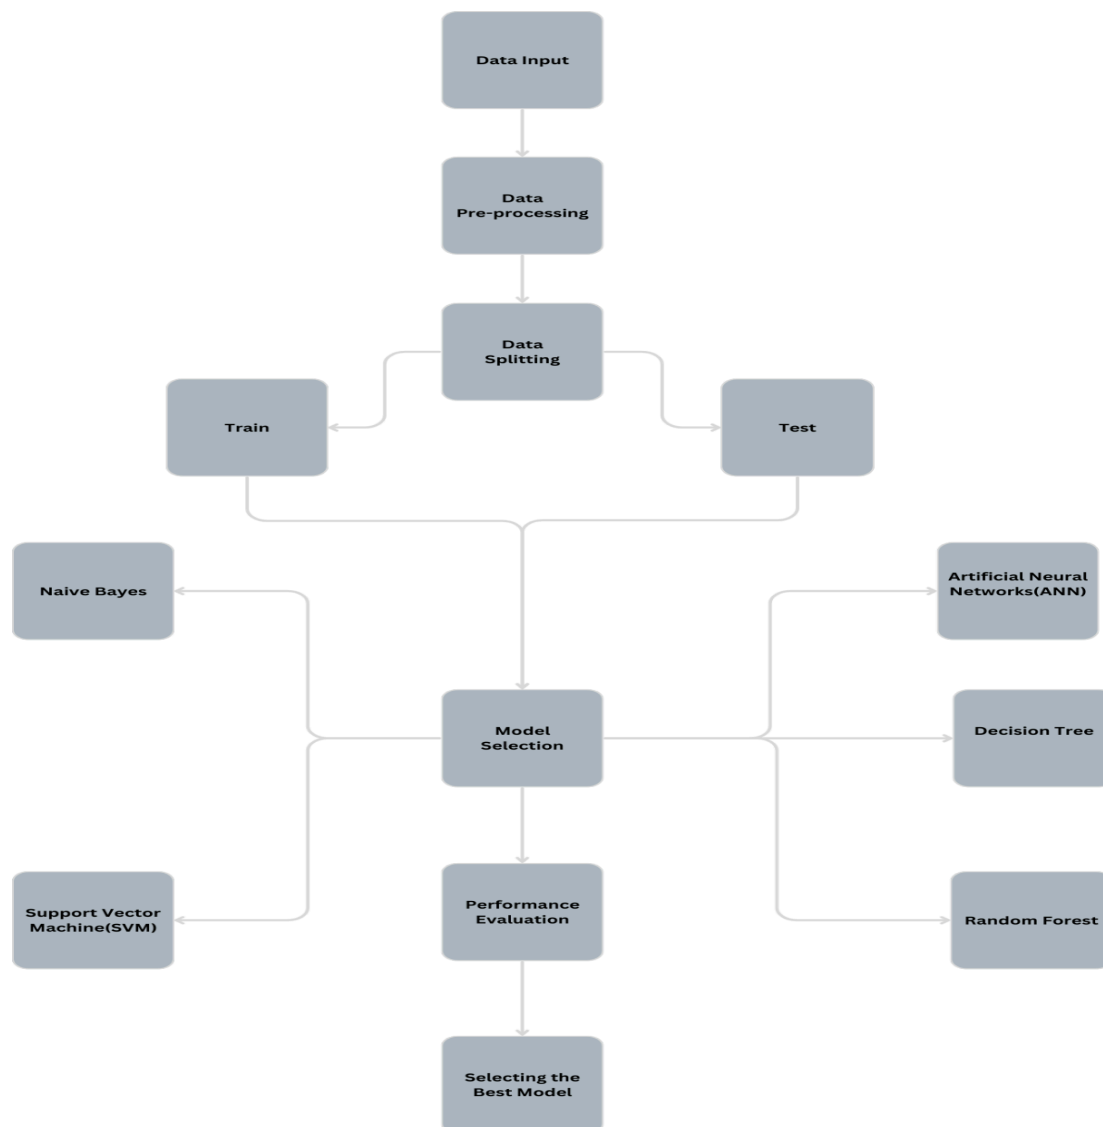 Data Input
Data
Pre-processing
Data
Splitting
Train
Test
Naive Bayes
Artificial Neural
Networks(ANN)
Model
Selection
Decision Tree
Support Vector
Machine(SVM)
Performance
Evaluation
Random Forest
Selecting the
Best Model